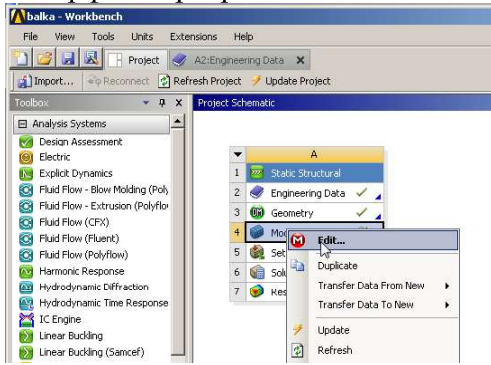 balka - Workbench
File View Tools Units Extensions Help
Project A2:Engineering Data X
Import... Reconnect Refresh Project Update Project
Toolbox Project Schematic
Analysis Systems
Design Assessment
Electric
Explicit Dynamics
Fluid Flow - Blow Molding (Poly
Fluid Flow - Extrusion (Polyflow
Fluid Flow (CFX)
Fluid Flow (Fluent)
Fluid Flow (Polyflow)
Harmonic Response
Hydrodynamic Diffraction
Hydrodynamic Time Response
IC Engine
Linear Buckling
Linear Buckling (Samcef)
A
1 Static Structural
2 Engineering Data
3 Geometry
4
5 Set
6 Solu
7 Res
Edit...
Duplicate
Transfer Data From New
Transfer Data To New
Update
Refresh